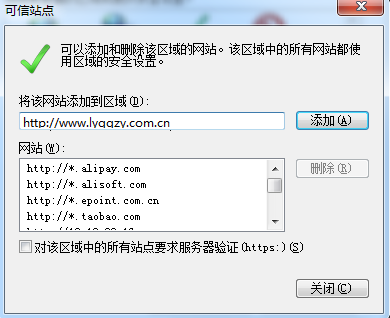 可信站点
可以添加和删除该区域的网站。该区域中的所有网站都使
用区域的安全设置。
将该网站添加到区域(D):
http://www.lyggzy.com.cn
添加(A)
网站(W):
http://*.alipay.com
http://*.alisoft.com
http://*.epoint.com.cn
http://*.taobao.com
删除(R)
对该区域中的所有站点要求服务器验证(https:)(S)
关闭(C)